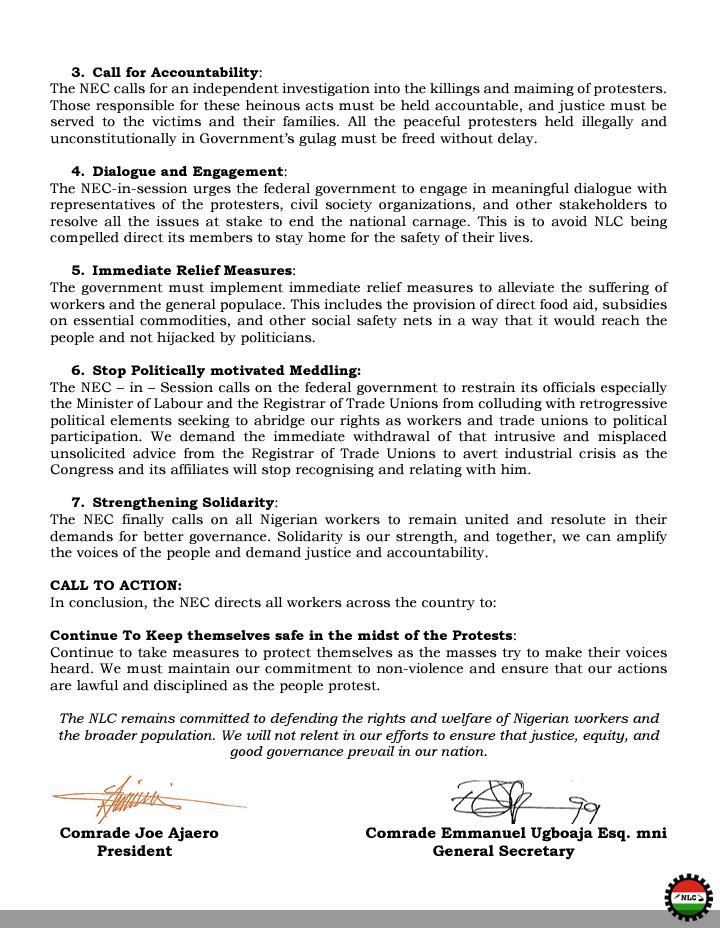 3. Call for Accountability:
The NEC calls for an independent investigation into the killings and maiming of protesters.
Those responsible for these heinous acts must be held accountable, and justice must be
served to the victims and their families. All the peaceful protesters held illegally and
unconstitutionally in Government's gulag must be freed without delay.
4. Dialogue and Engagement:
The NEC-in-session urges the federal government to engage in meaningful dialogue with
representatives of the protesters, civil society organizations, and other stakeholders to
resolve all the issues at stake to end the national carnage. This is to avoid NLC being
compelled direct its members to stay home for the safety of their lives.
5. Immediate Relief Measures:
The government must implement immediate relief measures to alleviate the suffering of
workers and the general populace. This includes the provision of direct food aid, subsidies
on essential commodities, and other social safety nets in a way that it would reach the
people and not hijacked by politicians.
6. Stop Politically motivated Meddling:
The NEC – in – Session calls on the federal government to restrain its officials especially
the Minister of Labour and the Registrar of Trade Unions from colluding with retrogressive
political elements seeking to abridge our rights as workers and trade unions to political
participation. We demand the immediate withdrawal of that intrusive and misplaced
unsolicited advice from the Registrar of Trade Unions to avert industrial crisis as the
Congress and its affiliates will stop recognising and relating with him.
7. Strengthening Solidarity:
The NEC finally calls on all Nigerian workers to remain united and resolute in their
demands for better governance. Solidarity is our strength, and together, we can amplify
the voices of the people and demand justice and accountability.
CALL TO ACTION:
In conclusion, the NEC directs all workers across the country to:
Continue To Keep themselves safe in the midst of the Protests:
Continue to take measures to protect themselves as the masses try to make their voices
heard. We must maintain our commitment to non-violence and ensure that our actions
are lawful and disciplined as the people protest.
The NLC remains committed to defending the rights and welfare of Nigerian workers and
the broader population. We will not relent in our efforts to ensure that justice, equity, and
good governance prevail in our nation.
Comrade Joe Ajaero
President
Comrade Emmanuel Ugboaja Esq. mni
General Secretary
NLC